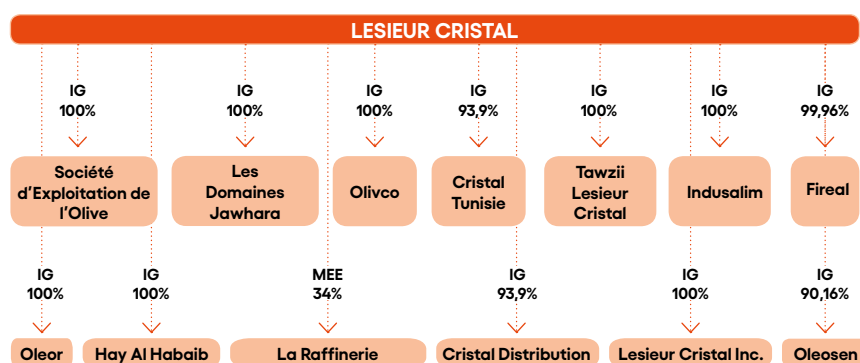 LESIEUR CRISTAL
IG
100%
IG
100%
IG
100%
IG
93,9%
IG
100%
IG
100%
IG
99,96%
Société
d'Exploitation de
l'Olive
Les
Domaines
Jawhara
Olivco
Cristal
Tunisie
Tawzii
Lesieur
Cristal
Indusalim
Fireal
IG
100%
IG
100%
MEE
34%
IG
93,9%
IG
100%
IG
90,16%
Oleor
Hay Al Habaib
La Raffinerie
Cristal Distribution
Lesieur Cristal Inc.
Oleosen